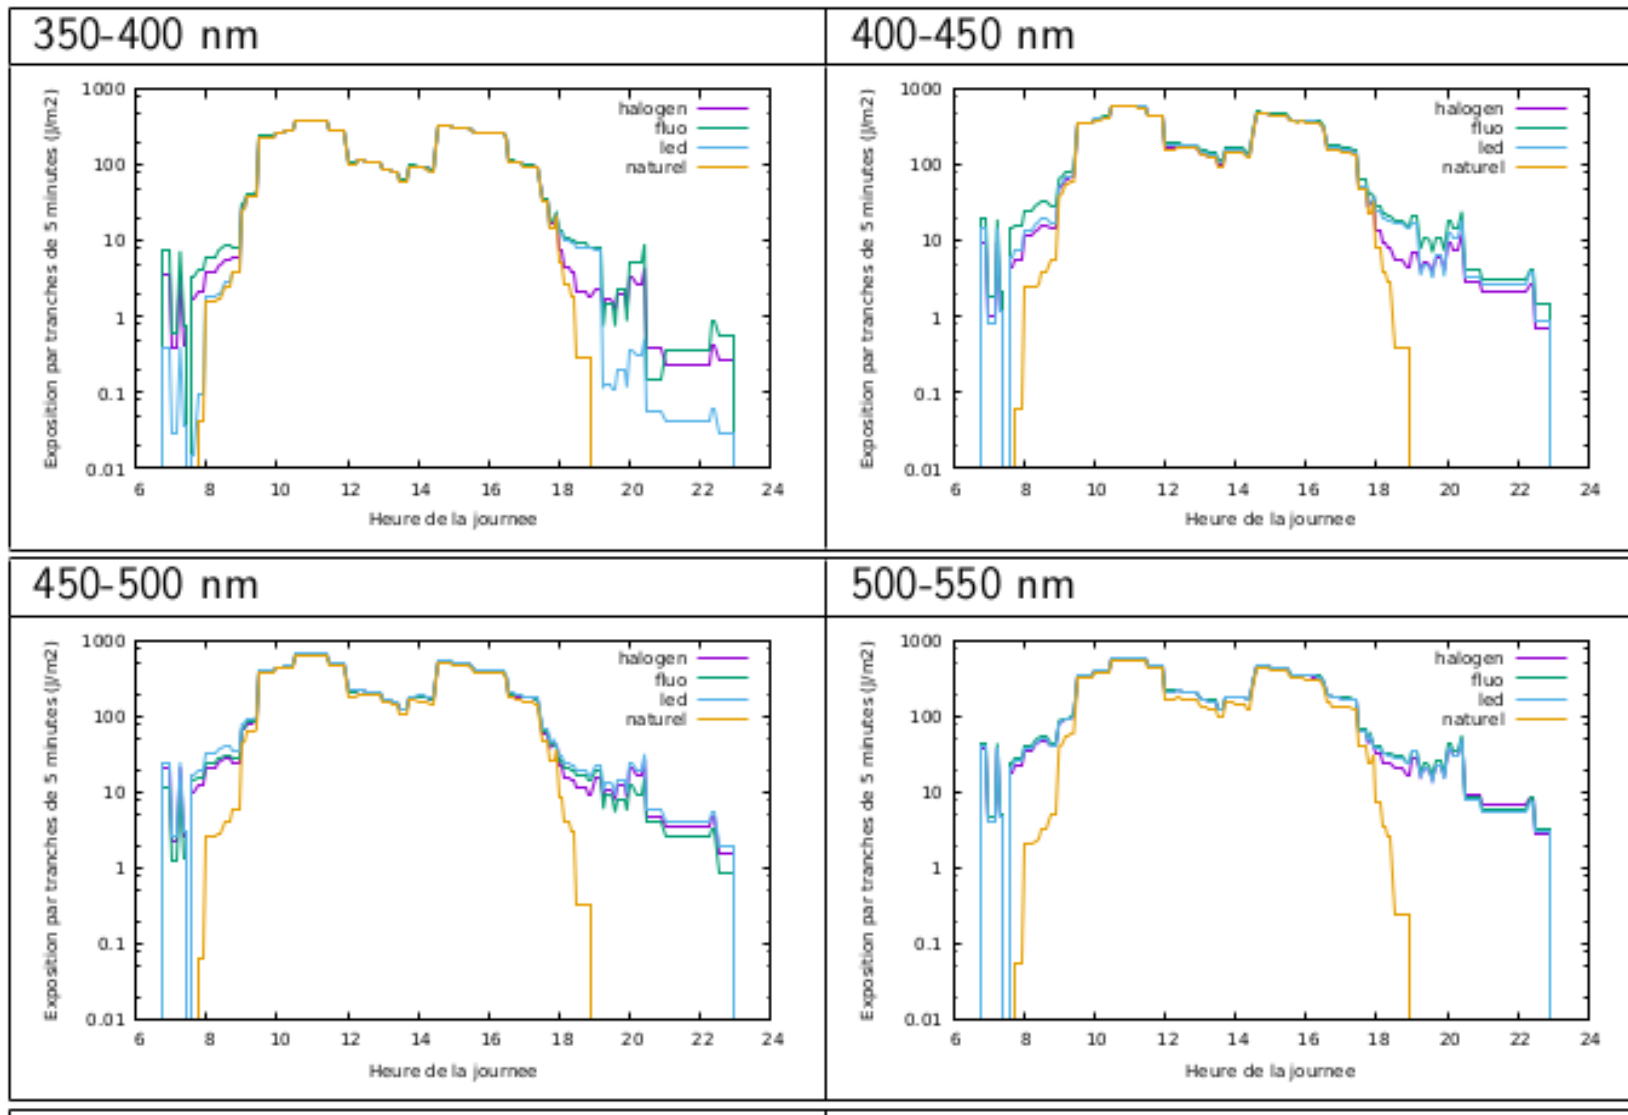 350-400 nm
400-450 nm
Exposition par tranches de 5 minutes (J/m2)
1000
100
10
1
0.1
0.01
halogen
fluo
led
naturel
6 8 10 12 14 16 18 20 22 24
Heure de la journee
Exposition par tranches de 5 minutes (J/m2)
1000
100
10
1
0.1
0.01
halogen
fluo
led
naturel
6 8 10 12 14 16 18 20 22 24
Heure de la journee
450-500 nm
500-550 nm
Exposition par tranches de 5 minutes (J/m2)
1000
100
10
1
0.1
0.01
halogen
fluo
led
naturel
6 8 10 12 14 16 18 20 22 24
Heure de la journee
Exposition par tranches de 5 minutes (J/m2)
1000
100
10
1
0.1
0.01
halogen
fluo
led
naturel
6 8 10 12 14 16 18 20 22 24
Heure de la journee